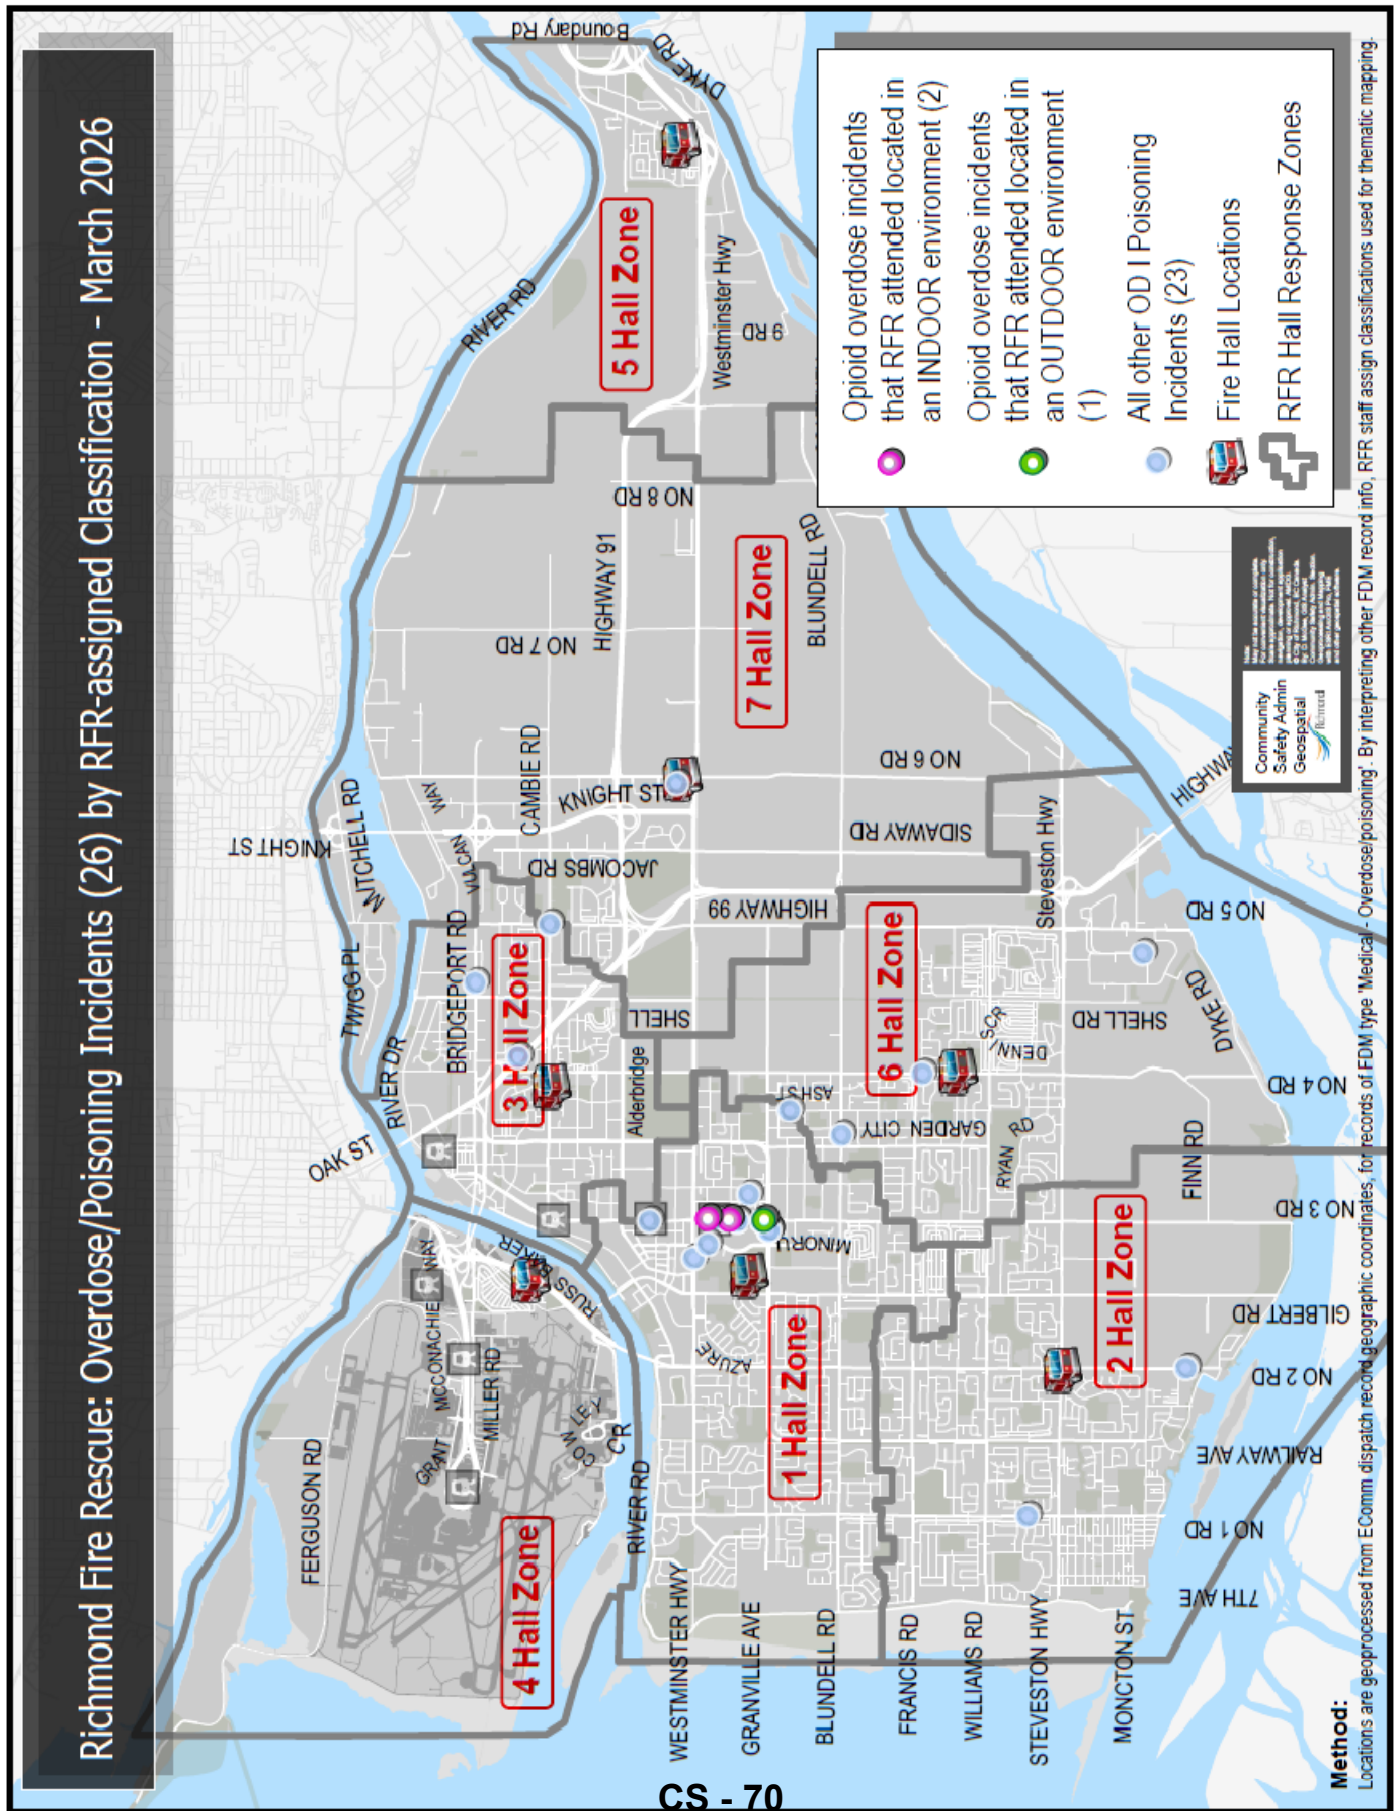 Richmond Fire Rescue: Overdose/Poisoning Incidents (26) by RFR-assigned Classification - March 2026
Boundary Rd
DYKE RD
RIVER RD
5 Hall Zone
Westminster Hwy
9 RD
NO 8 RD
HIGHWAY 91
NO 7 RD
7 Hall Zone
BLUNDELL RD
CAMBIE RD
KNIGHT ST
NO 6 RD
SIDAWAY RD
KNIGHT ST
MITCHELL RD
VULCAN WAY
JACOMBS RD
HIGHWAY 99
Steveston Hwy
HIGHWAY
NO 5 RD
TWIGG PL
BRIDGEPORT RD
3 Hall Zone
SHELL
6 Hall Zone
SHELL RD
DYKE RD
RIVER DR
Alderbridge
ASH ST
DENNIS CR
NO 4 RD
OAK ST
GARDEN CITY
RYAN RD
FINN RD
NO 3 RD
MINORU
2 Hall Zone
RUSS BAKER WAY
GILBERT RD
MCCONACHIE
MILLER RD
AZURE
NO 2 RD
GRANT
COWLEY CR
1 Hall Zone
RAILWAY AVE
FERGUSON RD
RIVER RD
NO 1 RD
4 Hall Zone
7TH AVE
WESTMINSTER HWY
GRANVILLE AVE
BLUNDELL RD
FRANCIS RD
WILLIAMS RD
STEVESTON HWY
MONCTON ST
Opioid overdose incidents
that RFR attended located in
an INDOOR environment (2)
Opioid overdose incidents
that RFR attended located in
an OUTDOOR environment
(1)
All other OD | Poisoning
Incidents (23)
Fire Hall Locations
RFR Hall Response Zones
Community
Safety Admin
Geospatial
Richmond
Method:
Locations are geoprocessed from EComm dispatch record geographic coordinates, for records of FDM type 'Medical - Overdose/poisoning'. By interpreting other FDM record info, RFR staff assign classifications used for thematic mapping.
CS - 70